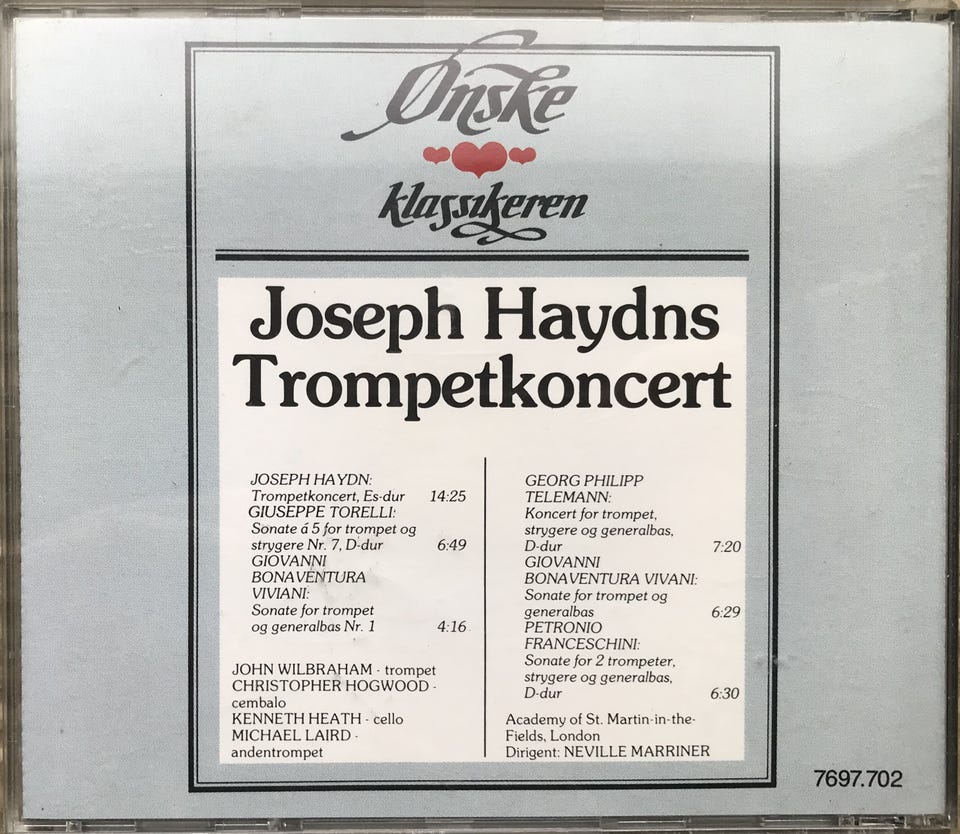 Ønske
klassikeren
Joseph Haydns
Trompetkoncert
JOSEPH HAYDN:
Trompetkoncert, Es-dur 14:25
GIUSEPPE TORELLI:
Sonate á 5 for trompet og
strygere Nr. 7, D-dur 6:49
GIOVANNI
BONAVENTURA
VIVIANI:
Sonate for trompet
og generalbas Nr. 1 4:16
JOHN WILBRAHAM - trompet
CHRISTOPHER HOGWOOD -
cembalo
KENNETH HEATH - cello
MICHAEL LAIRD -
andentrompet
GEORG PHILIPP
TELEMANN:
Koncert for trompet,
strygere og generalbas,
D-dur 7:20
GIOVANNI
BONAVENTURA VIVANI:
Sonate for trompet og
generalbas 6:29
PETRONIO
FRANCESCHINI:
Sonate for 2 trompeter,
strygere og generalbas,
D-dur 6:30
Academy of St. Martin-in-the-
Fields, London
Dirigent: NEVILLE MARRINER
7697.702